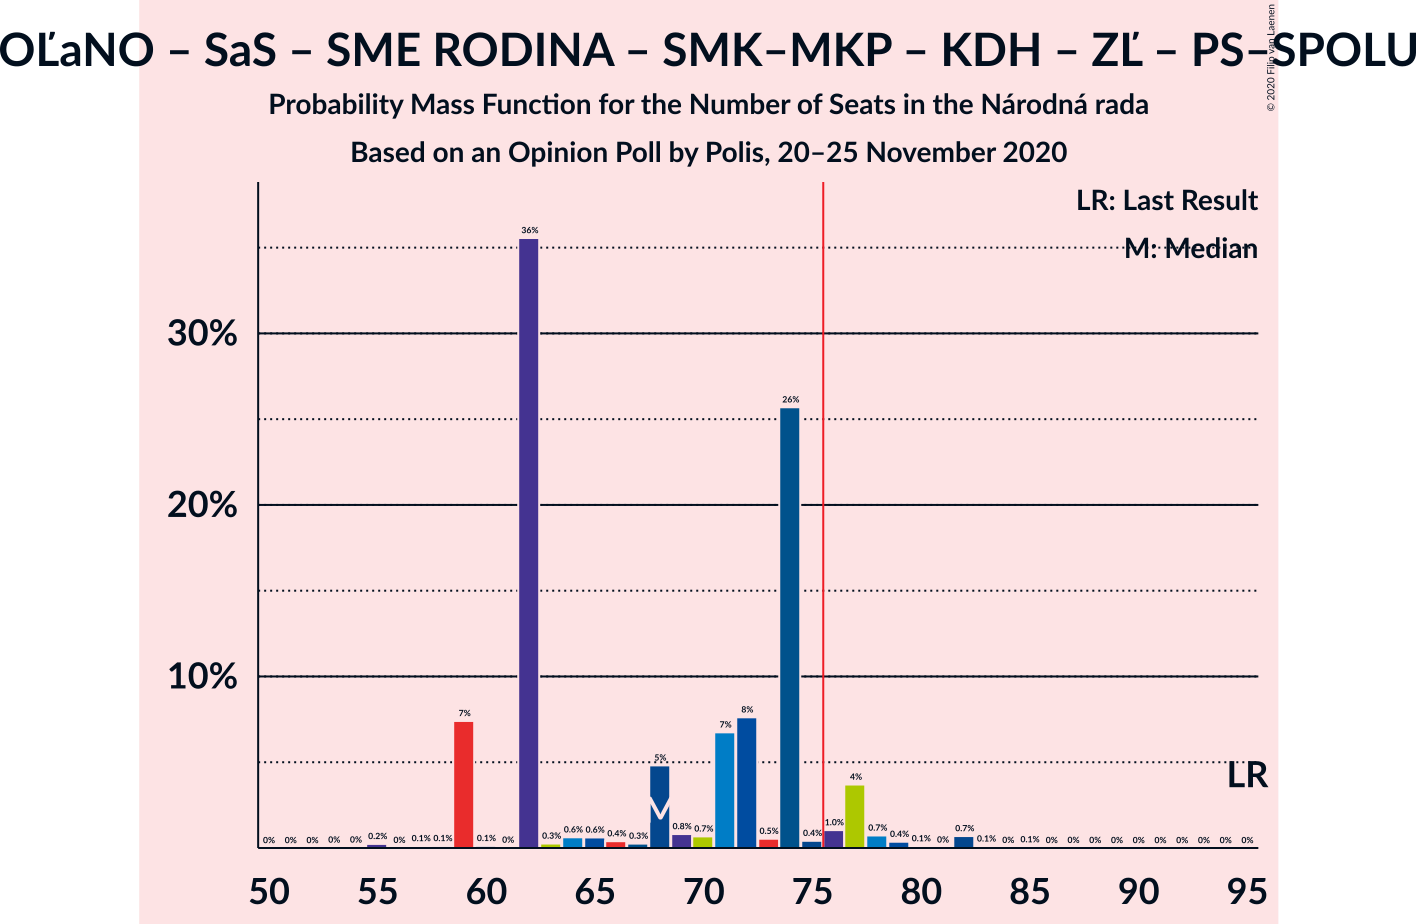 OĽaNO – SaS – SME RODINA – SMK–MKP – KDH – ZĽ – PS–SPOLU
© 2020 Filip van Laenen
Probability Mass Function for the Number of Seats in the Národná rada
Based on an Opinion Poll by Polis, 20–25 November 2020
LR: Last Result
M: Median
36%
30%
26%
20%
10%
7% 5% 7% 8% 4%
LR
0% 0% 0% 0% 0% 0.2% 0% 0.1% 0.1% 0.1% 0% 0.3% 0.6% 0.6% 0.4% 0.3% 0.8% 0.7% 0.5% 0.4% 1.0% 0.7% 0.4% 0.1% 0% 0.7% 0.1% 0% 0.1% 0% 0% 0% 0% 0% 0% 0% 0% 0% 0%
50 55 60 65 70 75 80 85 90 95